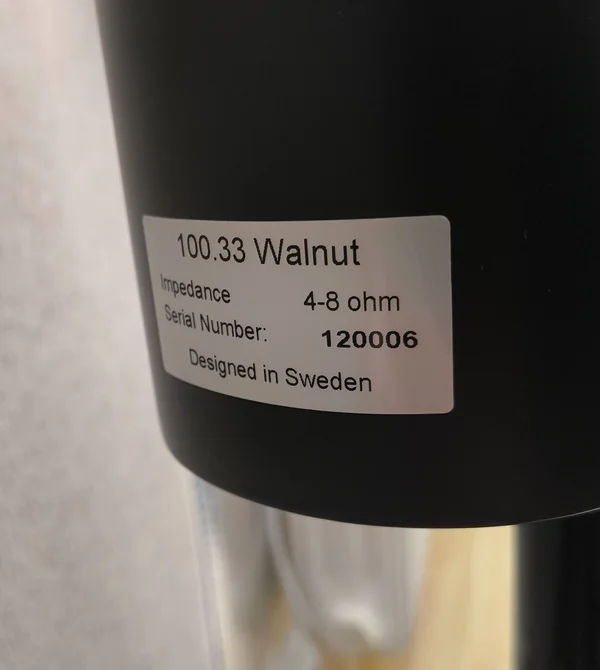 100.33 Walnut
Impedance 4-8 ohm
Serial Number: 120006
Designed in Sweden